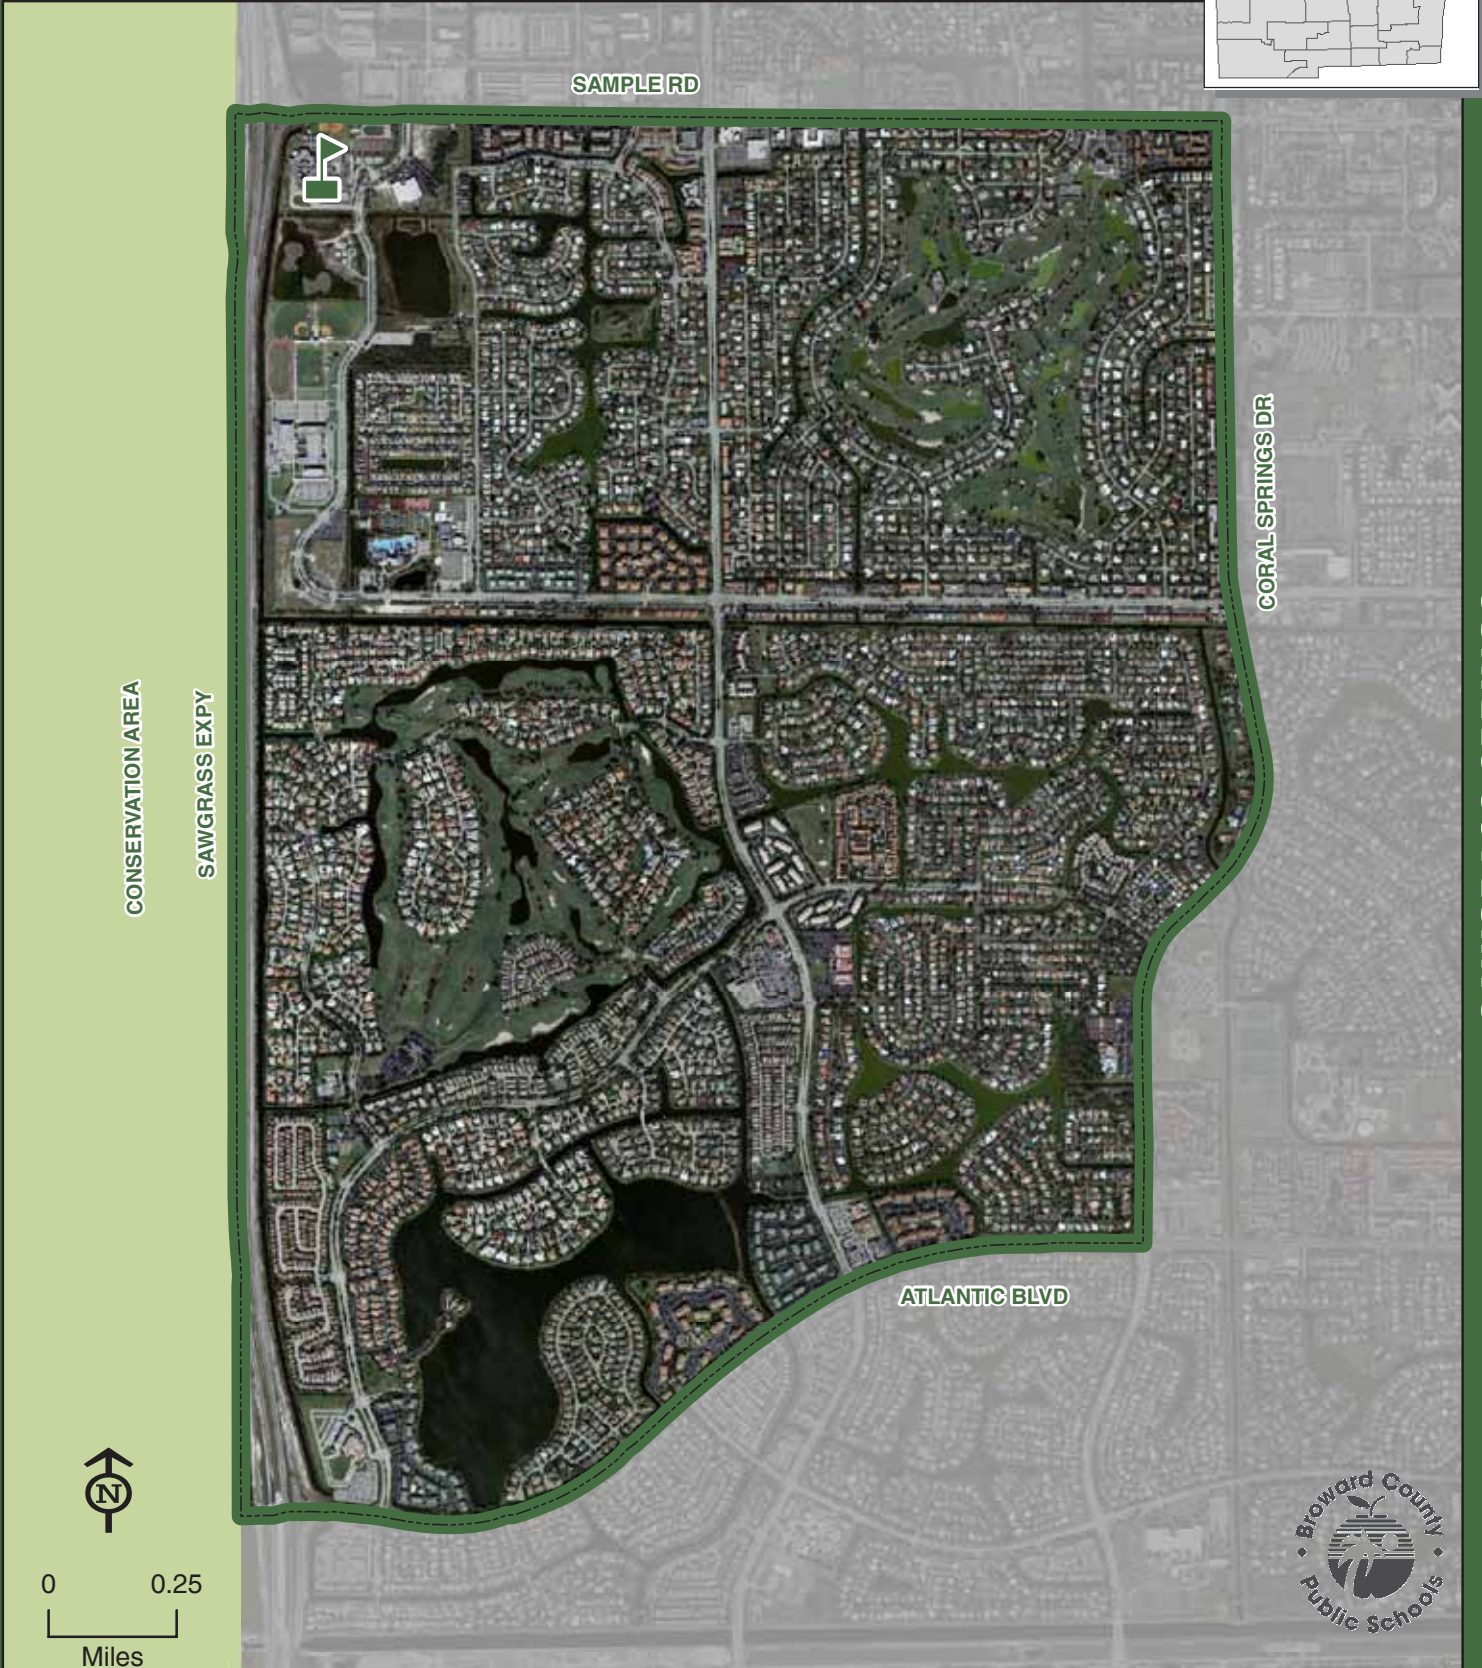 SAMPLE RD
CORAL SPRINGS DR
CONSERVATION AREA
SAWGRASS EXPY
ATLANTIC BLVD
N
0 0.25
Miles
Broward County
Public Schools